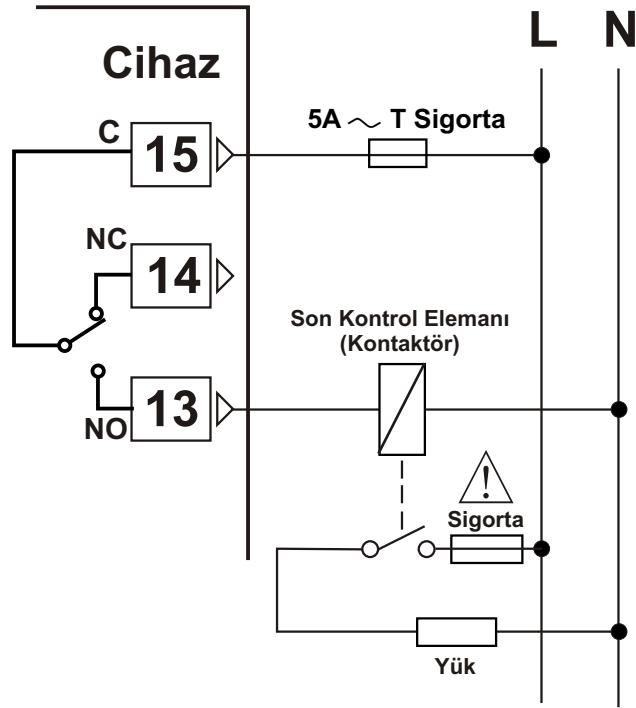 L N
Cihaz
5A ~ T Sigorta
C
15
NC
14
Son Kontrol Elemanı
(Kontaktör)
13
NO
Sigorta
Yük